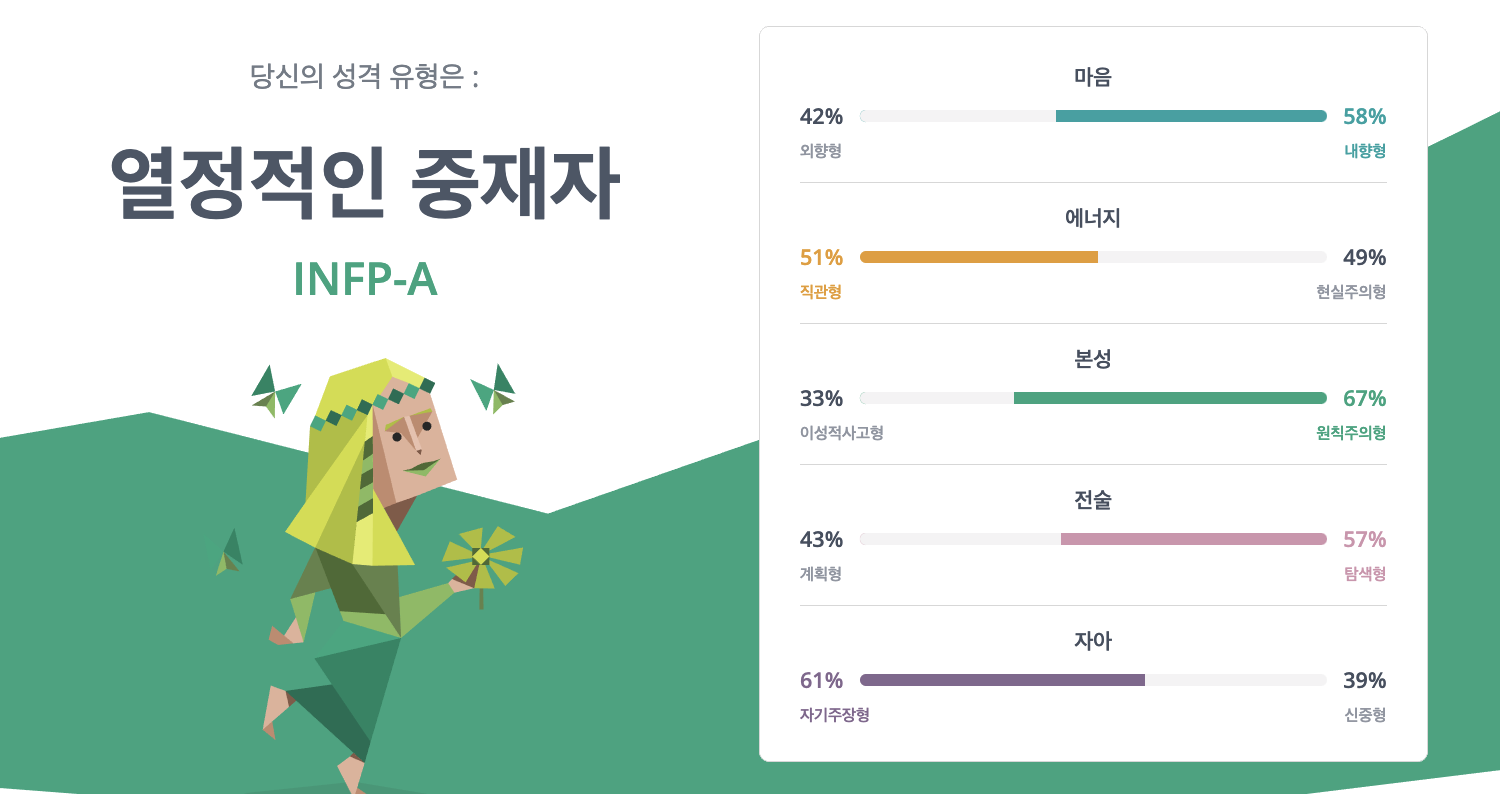 당신의 성격 유형은 :
열정적인 중재자
INFP-A
마음
42% 58%
외향형 내향형
에너지
51% 49%
직관형 현실주의형
본성
33% 67%
이성적사고형 원칙주의형
전술
43% 57%
계획형 탐색형
자아
61% 39%
자기주장형 신중형